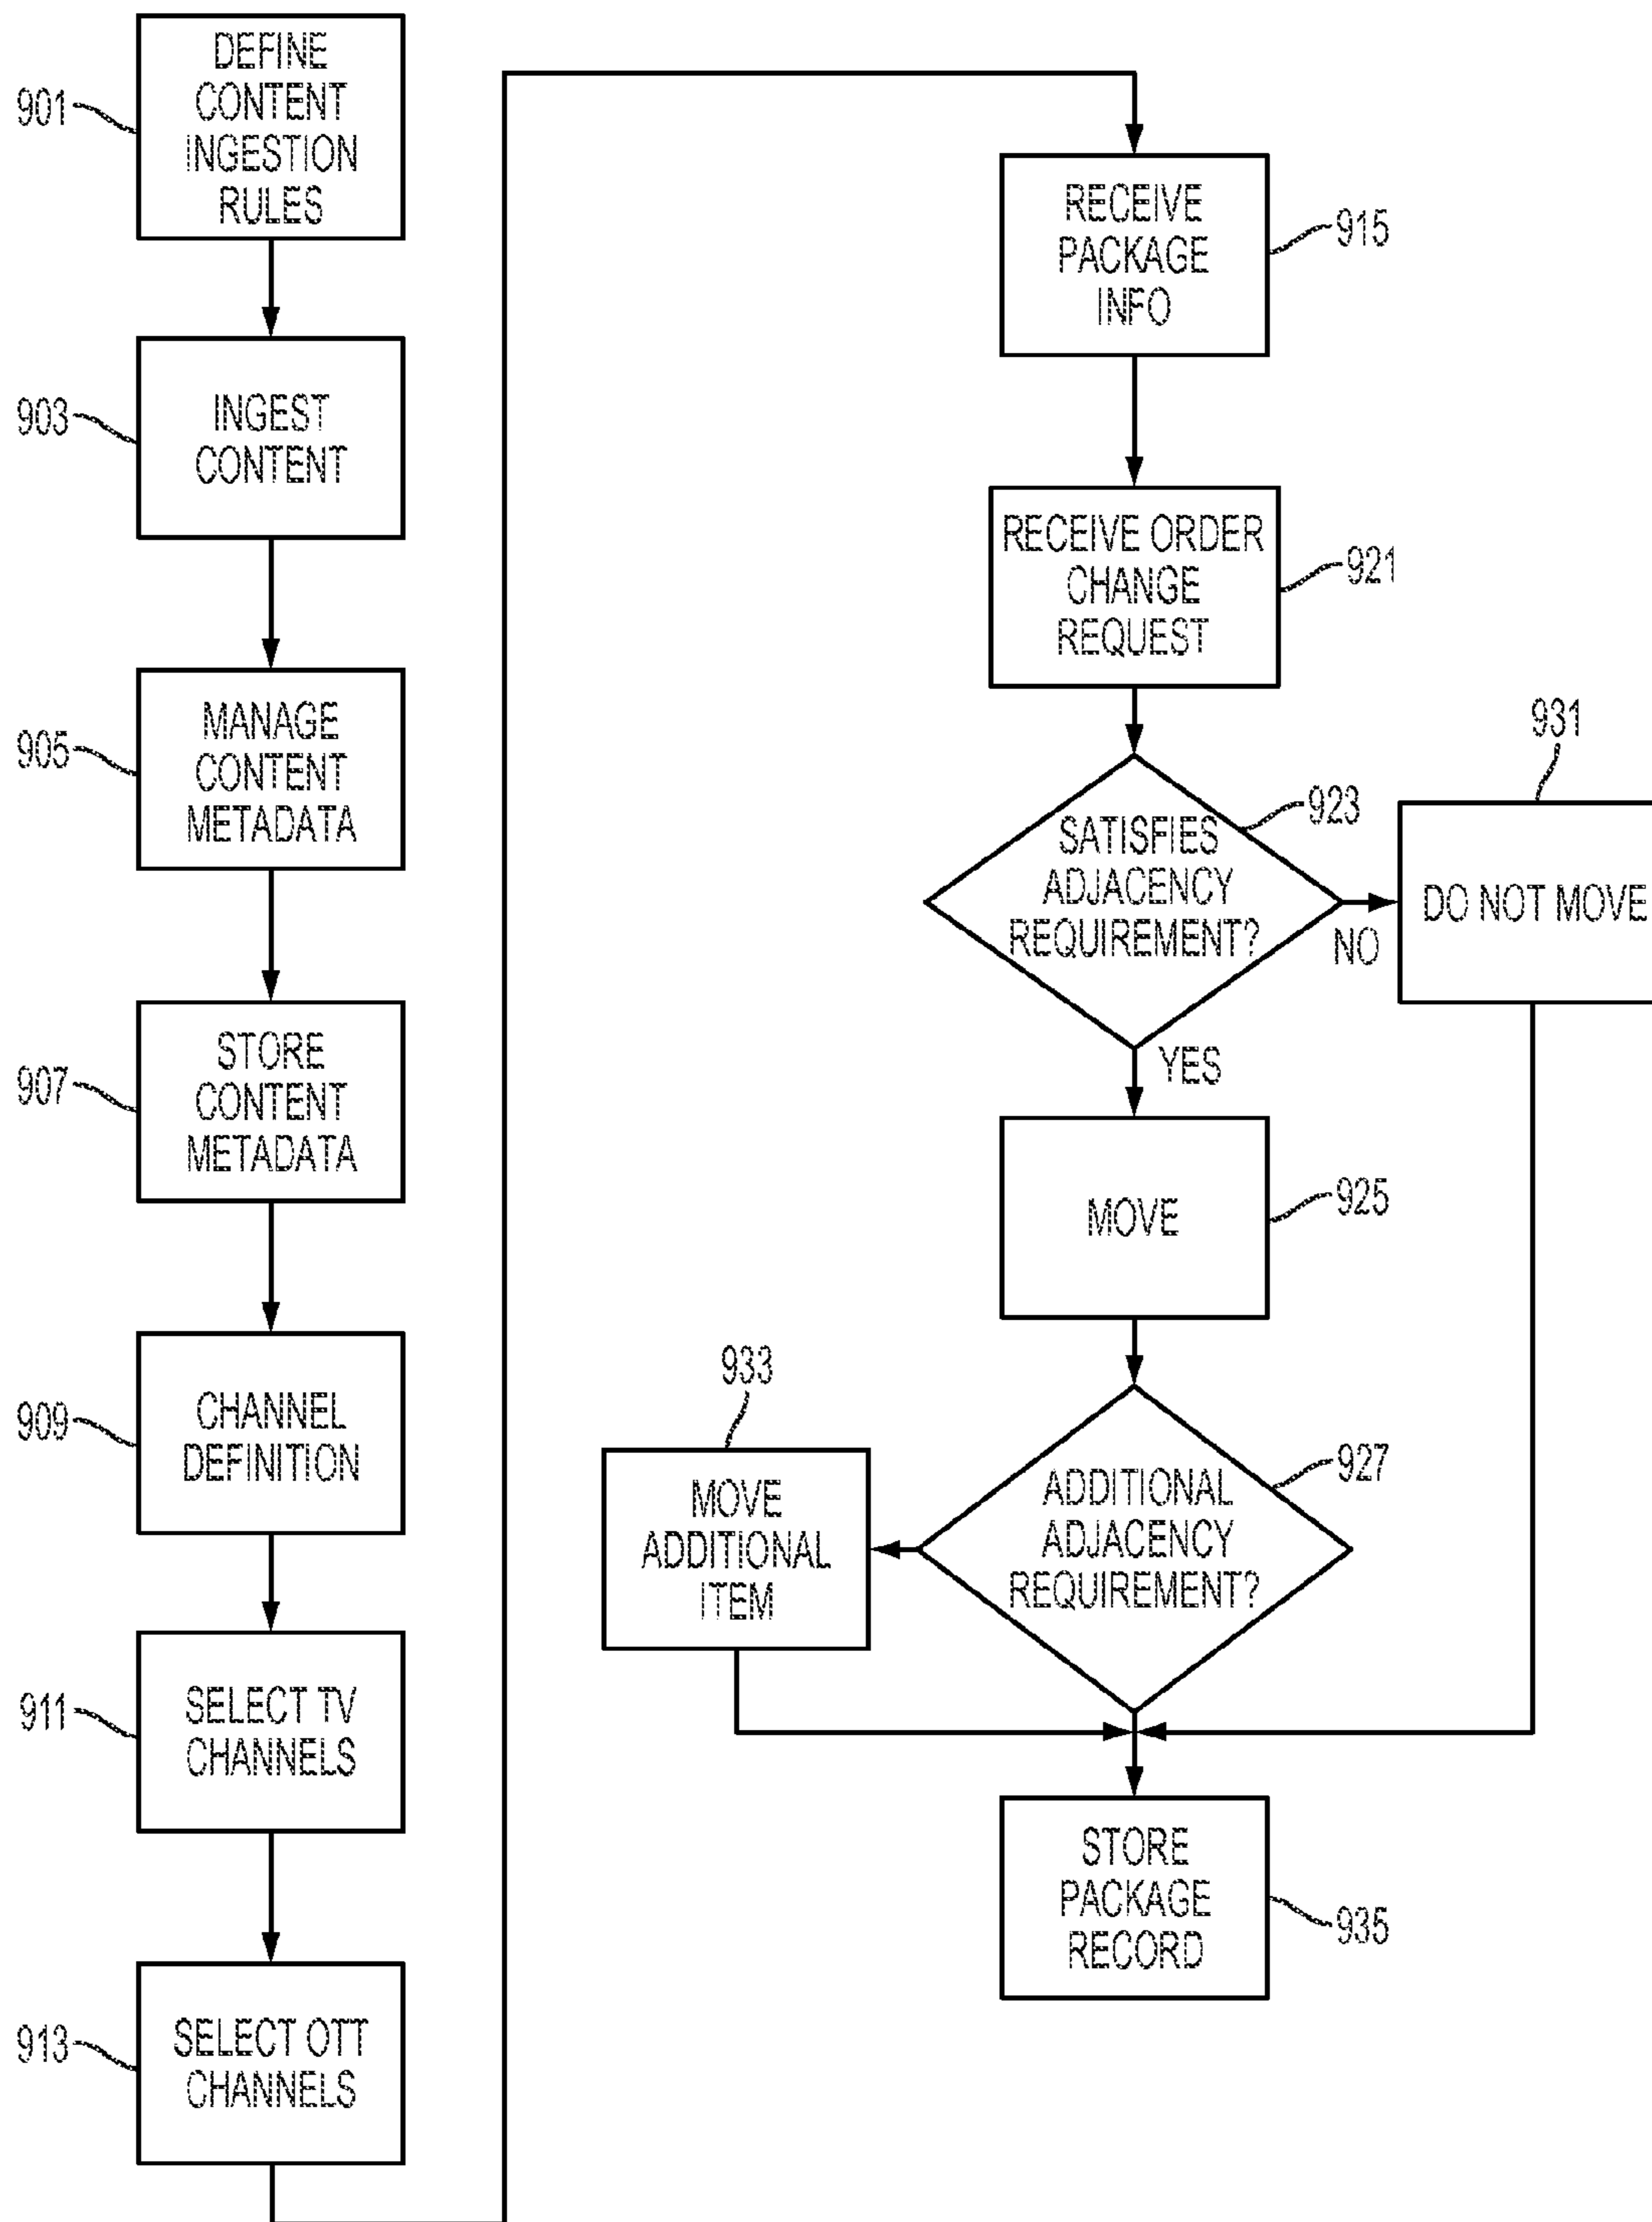 901
DEFINE
CONTENT
INGESTION
RULES
903
INGEST
CONTENT
905
MANAGE
CONTENT
METADATA
907
STORE
CONTENT
METADATA
909
CHANNEL
DEFINITION
911
SELECT TV
CHANNELS
913
SELECT OTT
CHANNELS
RECEIVE
PACKAGE
INFO
915
RECEIVE ORDER
CHANGE
REQUEST
921
SATISFIES
ADJACENCY
REQUIREMENT?
923
NO
931
DO NOT MOVE
YES
MOVE
925
ADDITIONAL
ADJACENCY
REQUIREMENT?
927
933
MOVE
ADDITIONAL
ITEM
STORE
PACKAGE
RECORD
935